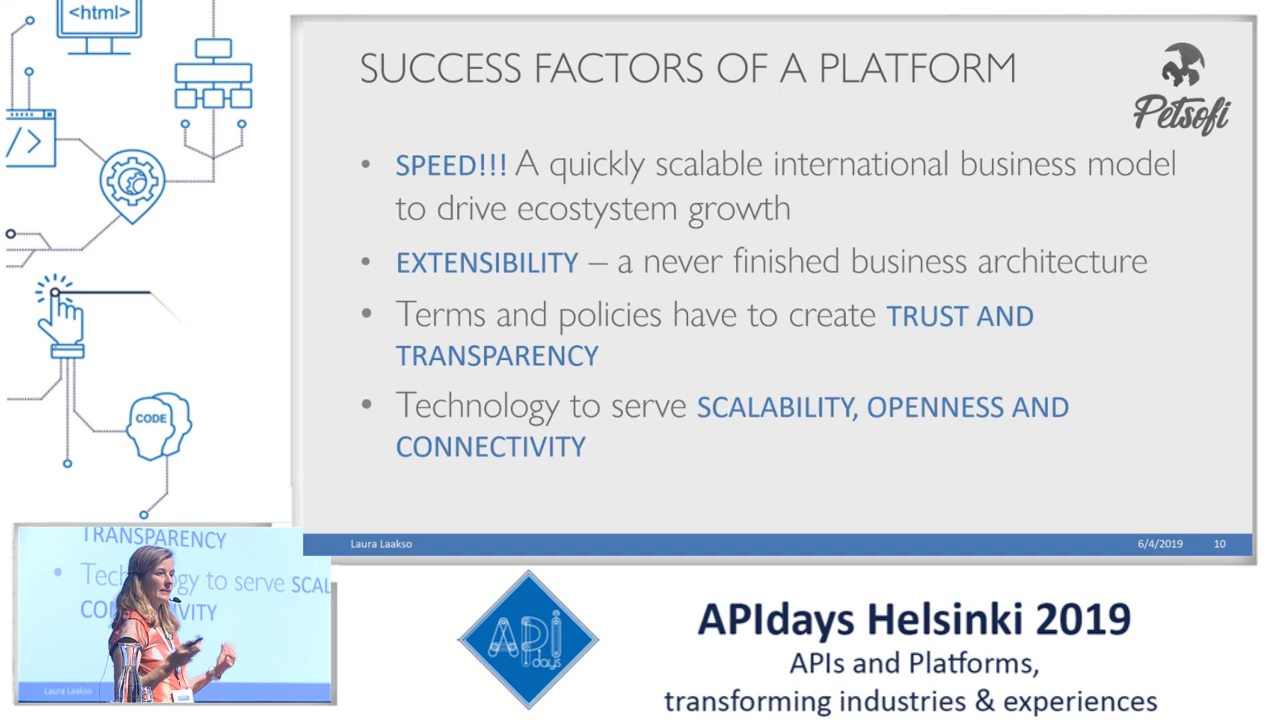 <html>
SUCCESS FACTORS OF A PLATFORM
Petsofi
• SPEED!!! A quickly scalable international business model
to drive ecostystem growth
• EXTENSIBILITY – a never finished business architecture
• Terms and policies have to create TRUST AND
TRANSPARENCY
• Technology to serve SCALABILITY, OPENNESS AND
CONNECTIVITY
</>
CODE
Laura Laakso
6/4/2019
10
TRANSPARENCY
• Tec gy to serve SCAL
CO VITY
Laura Laakso
API
days
APIdays Helsinki 2019
APIs and Platforms,
transforming industries & experiences